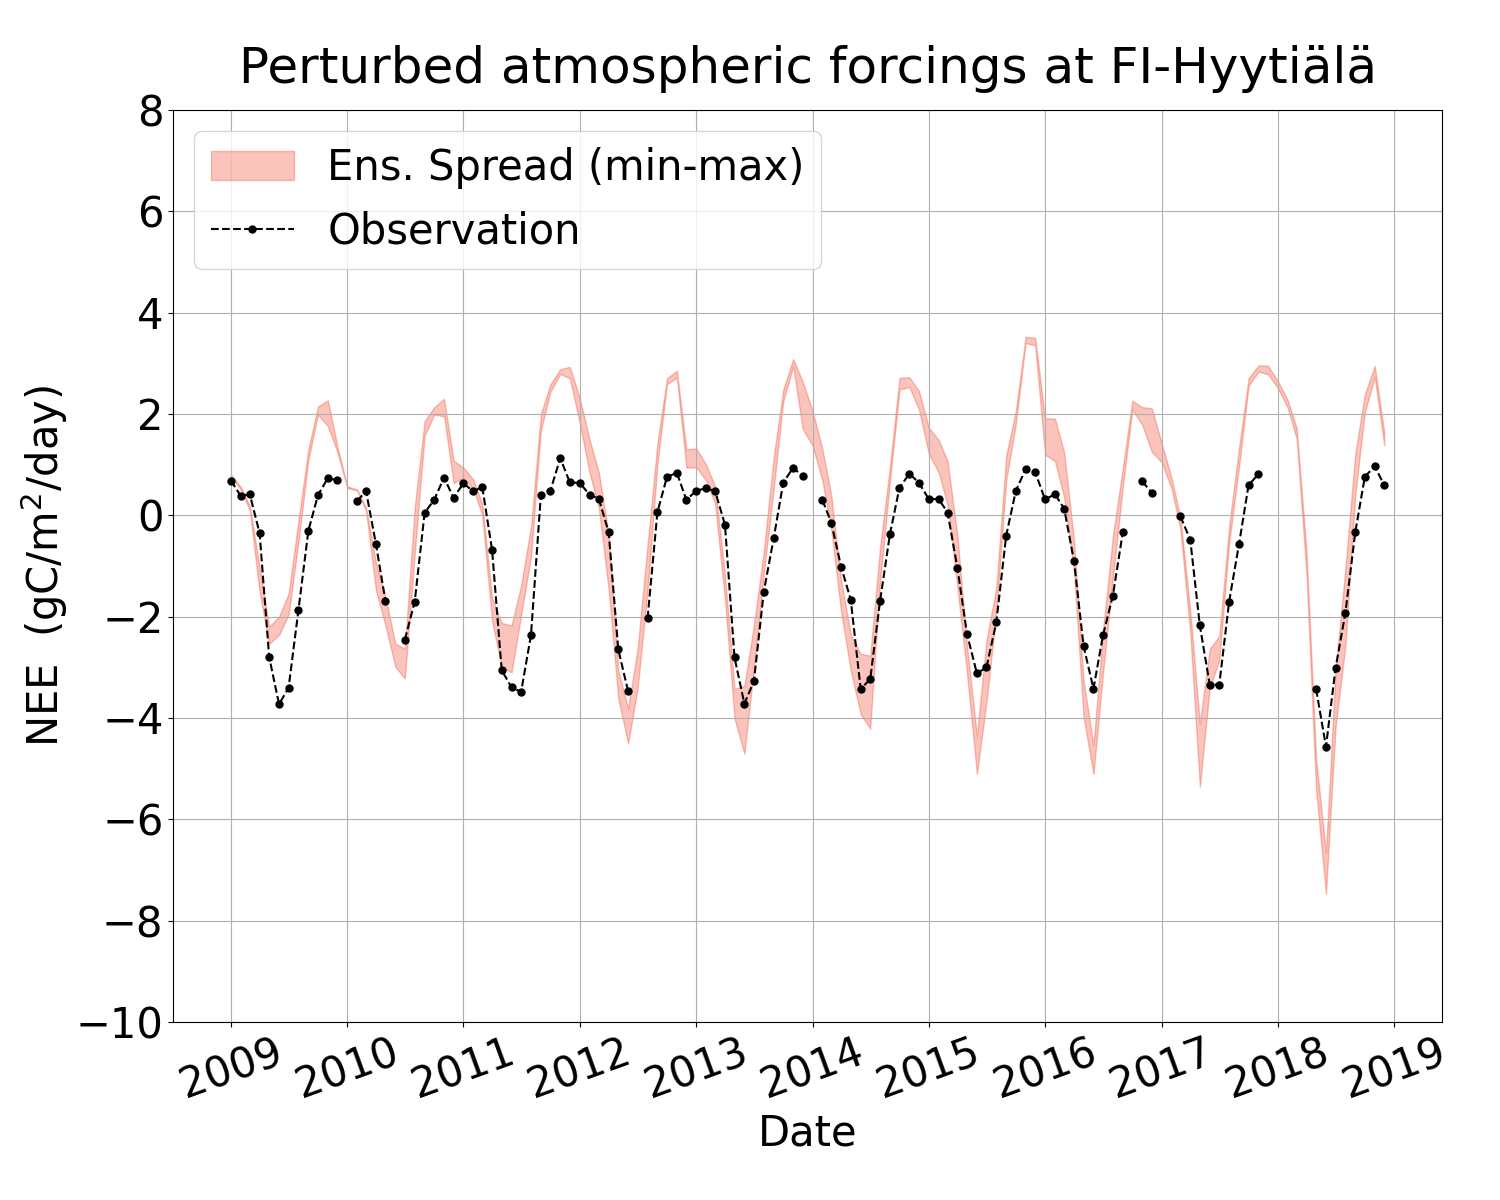 Perturbed atmospheric forcings at FI-Hyytiälä
Ens. Spread (min-max)
Observation
NEE (gC/m²/day)
8
6
4
2
0
−2
−4
−6
−8
−10
2009 2010 2011 2012 2013 2014 2015 2016 2017 2018 2019
Date